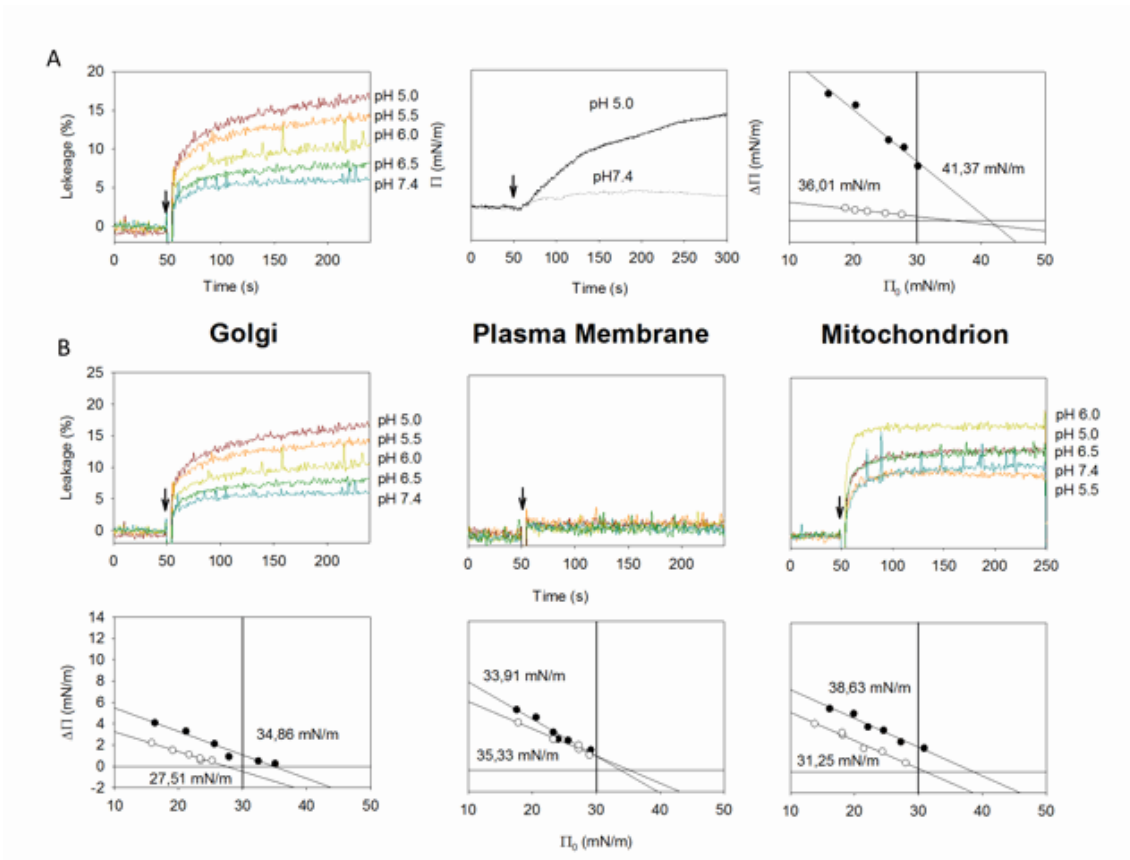 A
20
15
10
5
0
Lekeage (%)
pH 5.0
pH 5.5
pH 6.0
pH 6.5
pH 7.4
0 50 100 150 200
Time (s)
Π (mN/m)
pH 5.0
pH7.4
0 50 100 150 200 250 300
Time (s)
ΔΠ (mN/m)
36,01 mN/m
41,37 mN/m
10 20 30 40 50
Π₀ (mN/m)
Golgi
Plasma Membrane
Mitochondrion
B
25
20
15
10
5
0
Leakage (%)
pH 5.0
pH 5.5
pH 6.0
pH 6.5
pH 7.4
0 50 100 150 200
0 50 100 150 200
Time (s)
pH 6.0
pH 5.0
pH 6.5
pH 7.4
pH 5.5
0 50 100 150 200 250
14
12
10
8
6
4
2
0
-2
ΔΠ (mN/m)
34,86 mN/m
27,51 mN/m
10 20 30 40 50
33,91 mN/m
35,33 mN/m
10 20 30 40 50
Π₀ (mN/m)
38,63 mN/m
31,25 mN/m
10 20 30 40 50